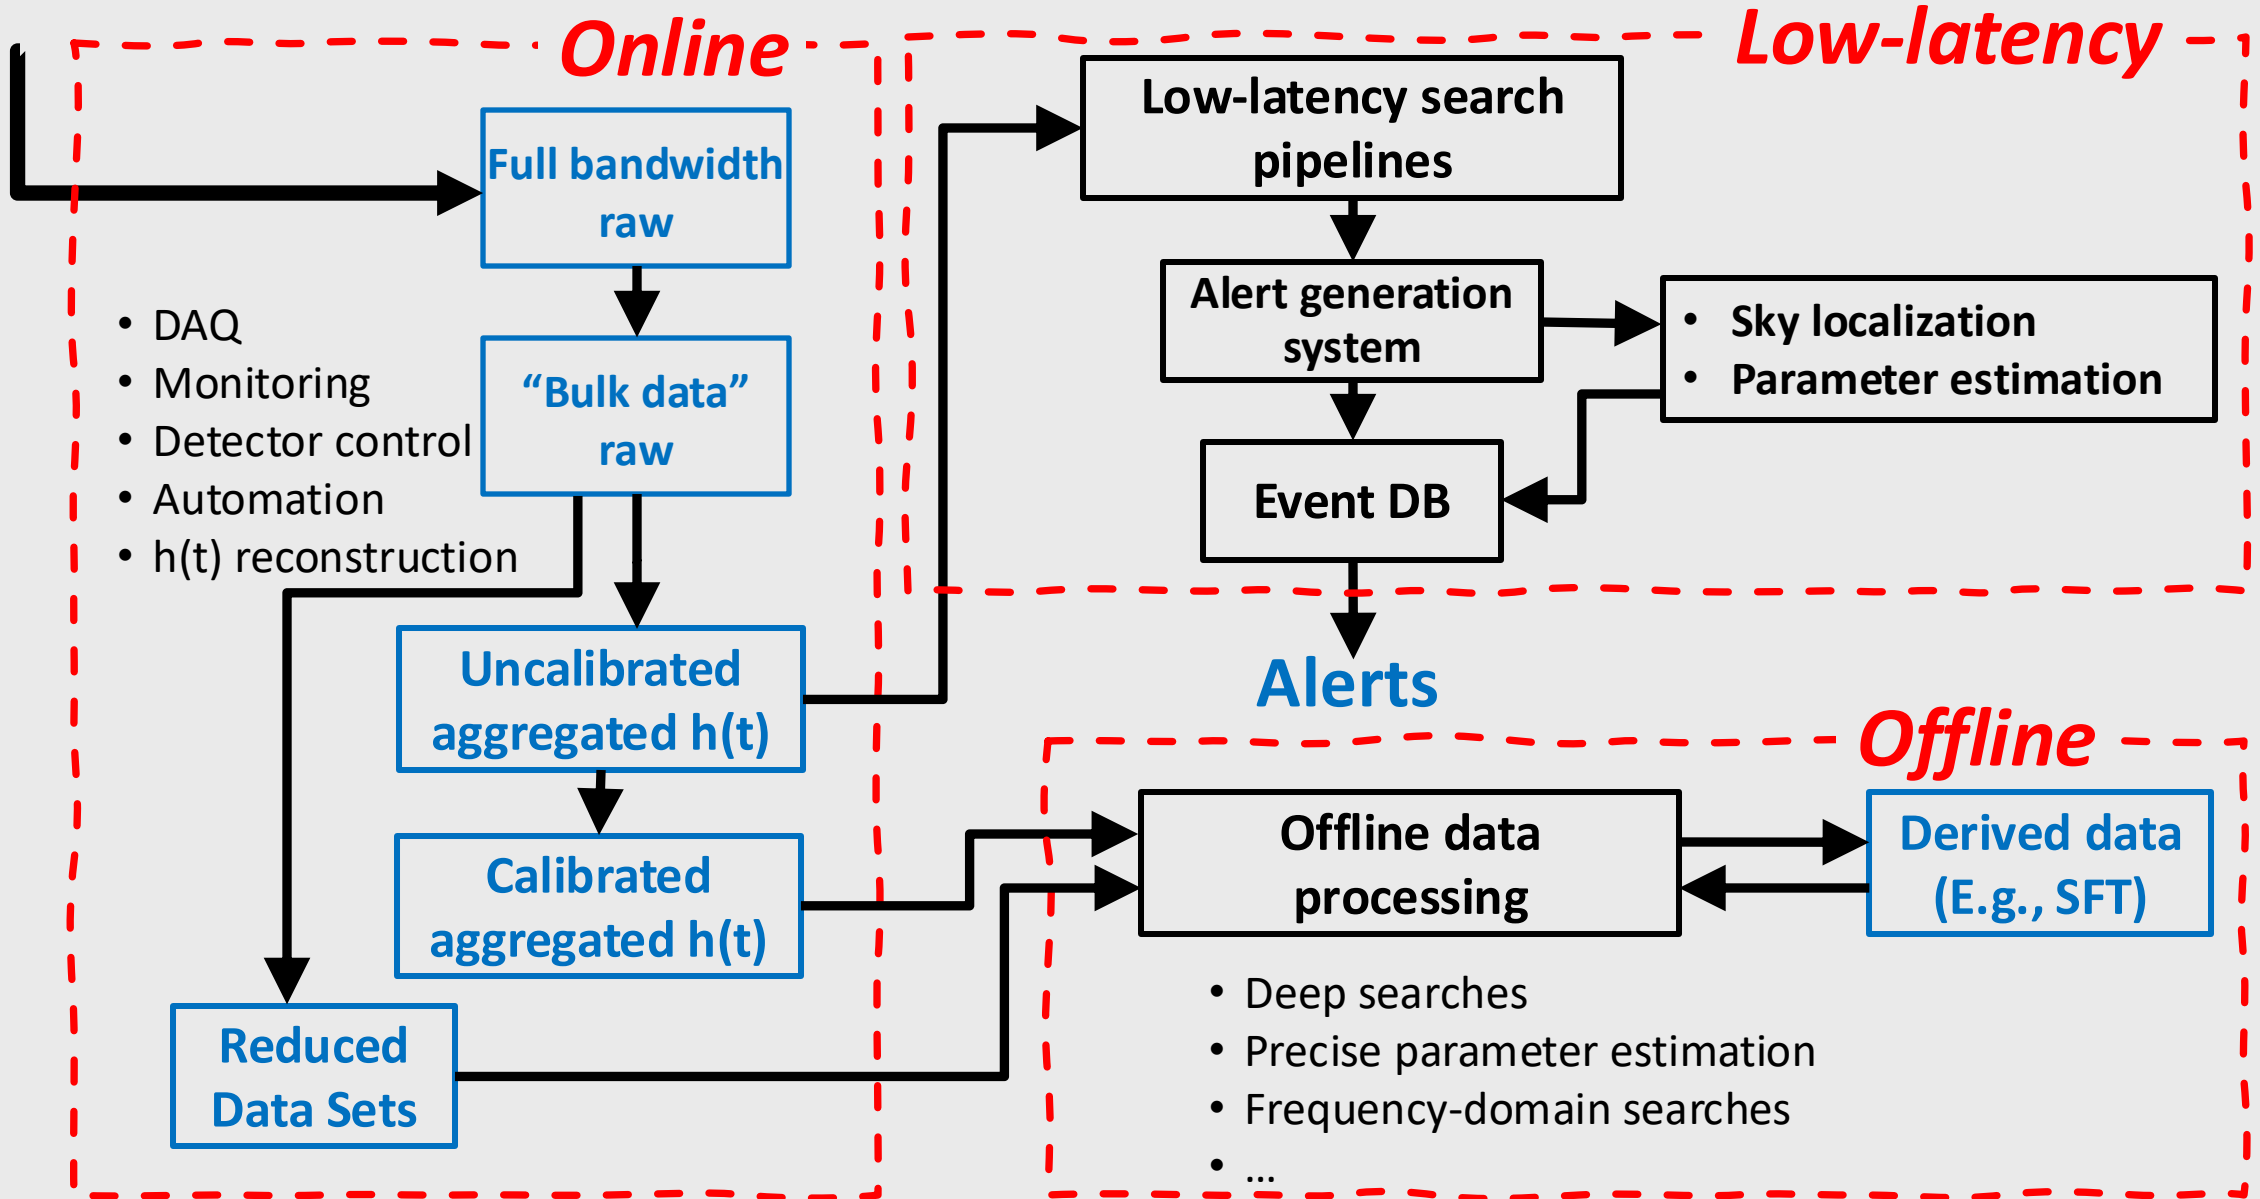 Online
Full bandwidth
raw
• DAQ
• Monitoring
• Detector control
• Automation
• h(t) reconstruction
“Bulk data”
raw
Uncalibrated
aggregated h(t)
Calibrated
aggregated h(t)
Reduced
Data Sets
Low-latency
Low-latency search
pipelines
Alert generation
system
• Sky localization
• Parameter estimation
Event DB
Alerts
Offline
Offline data
processing
Derived data
(E.g., SFT)
• Deep searches
• Precise parameter estimation
• Frequency-domain searches
• ...